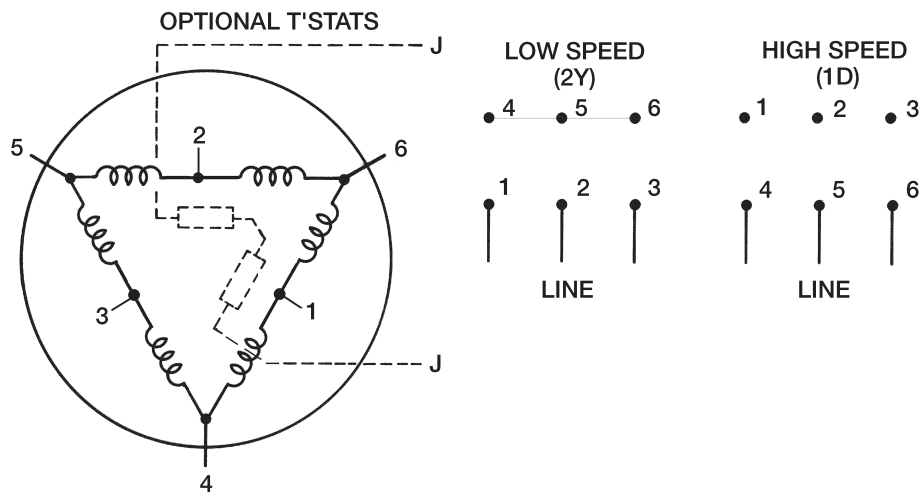 OPTIONAL T'STATS
J
5
2
6
3
1
J
4
LOW SPEED
(2Y)
4 5 6
1 2 3
LINE
HIGH SPEED
(1D)
1 2 3
4 5 6
LINE